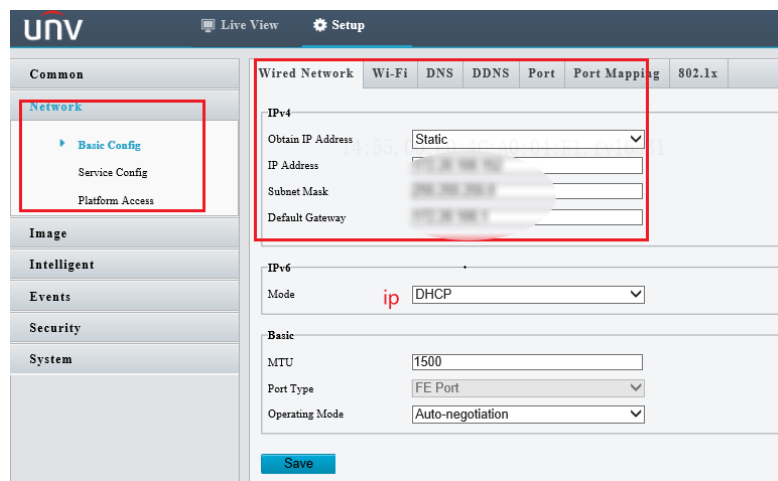 unv
Live View
Setup
Common
Network
Basic Config
Service Config
Platform Access
Image
Intelligent
Events
Security
System
Wired Network Wi-Fi DNS DDNS Port Port Mapping 802.1x
IPv4
Obtain IP Address Static
IP Address
Subnet Mask
Default Gateway
IPv6
Mode ip DHCP
Basic
MTU 1500
Port Type FE Port
Operating Mode Auto-negotiation
Save